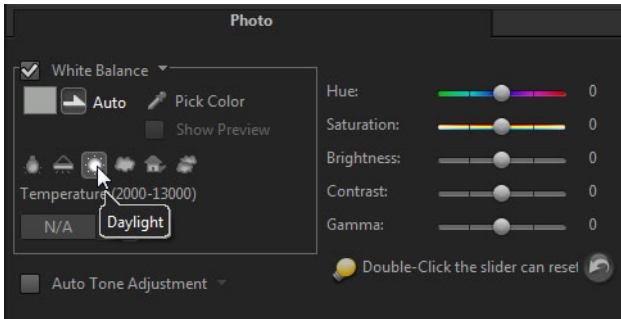 Photo
White Balance
Auto
Pick Color
Show Preview
Temperature (2000-13000)
N/A
Daylight
Auto Tone Adjustment
Hue: 0
Saturation: 0
Brightness: 0
Contrast: 0
Gamma: 0
Double-Click the slider can reset